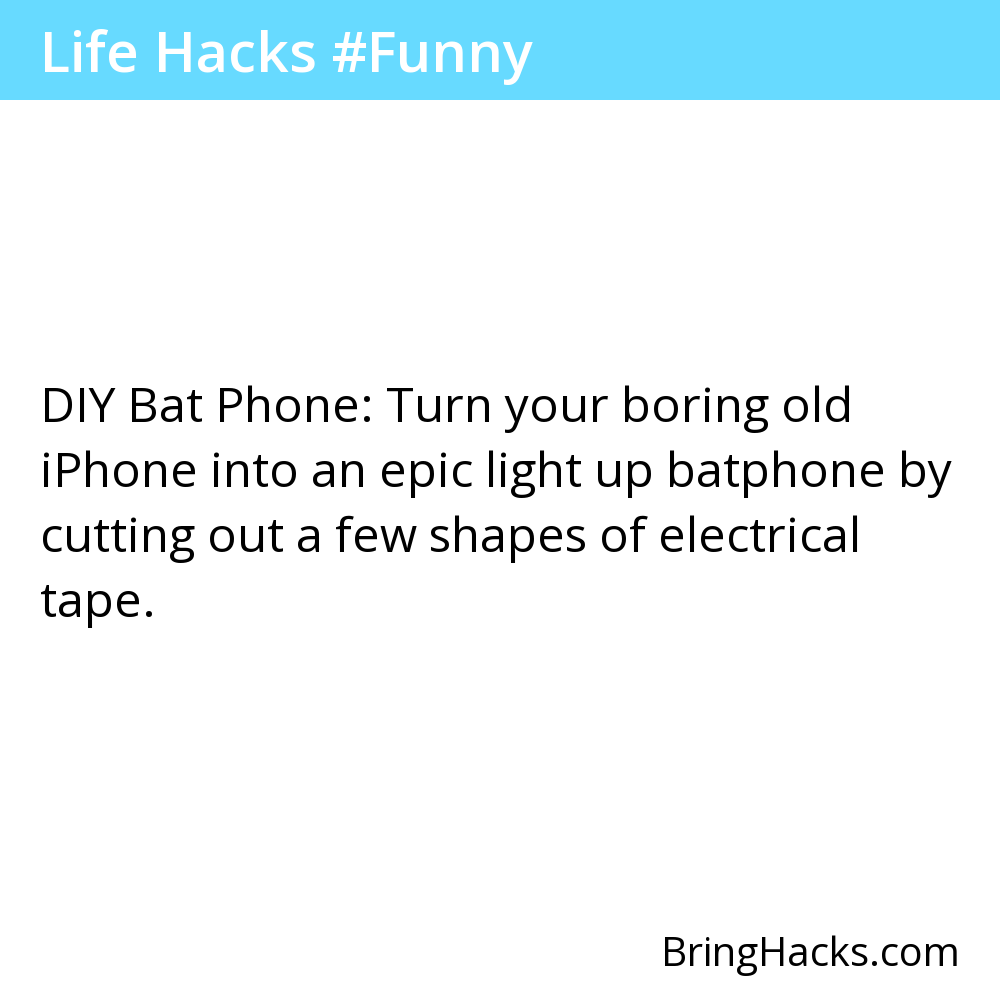 Life Hacks #Funny
DIY Bat Phone: Turn your boring old
iPhone into an epic light up batphone by
cutting out a few shapes of electrical
tape.
BringHacks.com